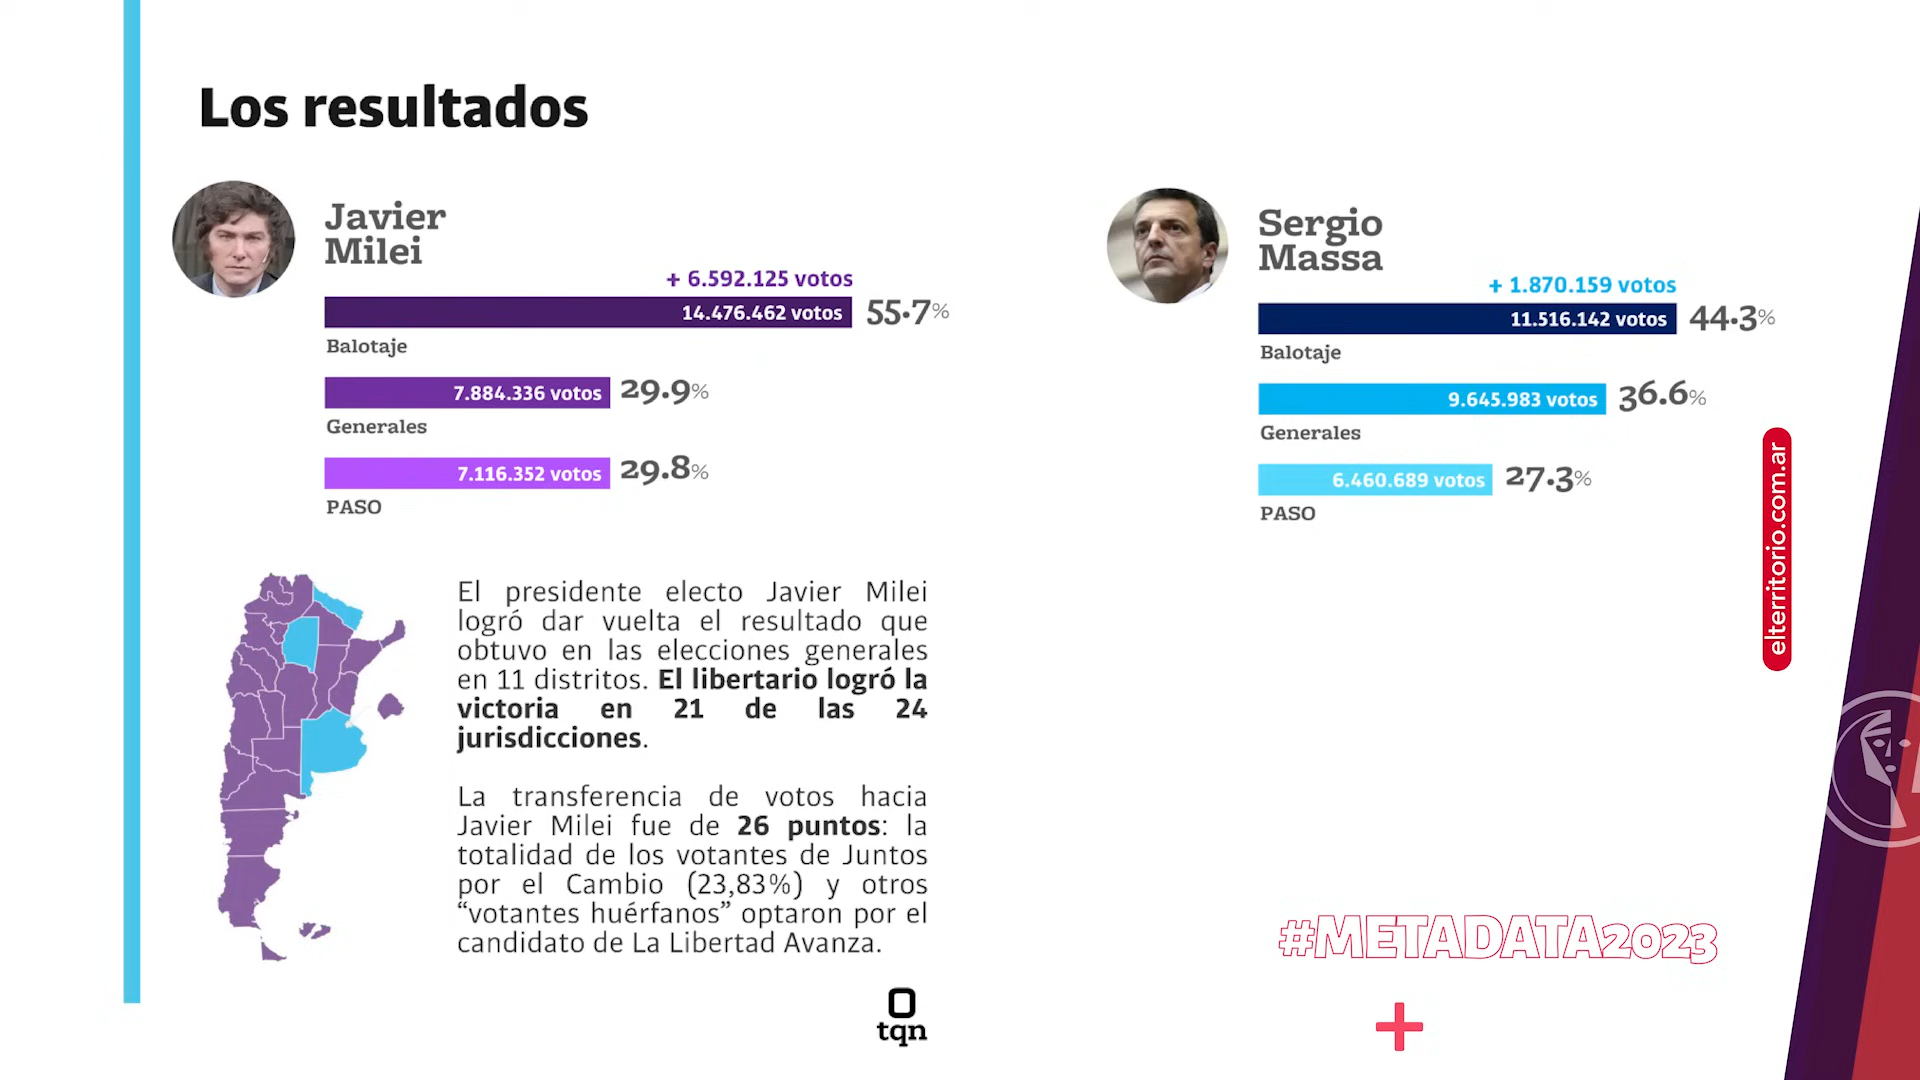 Los resultados
Javier
Milei
+ 6.592.125 votos
14.476.462 votos 55.7%
Balotaje
7.884.336 votos 29.9%
Generales
7.116.352 votos 29.8%
PASO
Sergio
Massa
+ 1.870.159 votos
11.516.142 votos 44.3%
Balotaje
9.645.983 votos 36.6%
Generales
6.460.689 votos 27.3%
PASO
El presidente electo Javier Milei
logró dar vuelta el resultado que
obtuvo en las elecciones generales
en 11 distritos. El libertario logró la
victoria en 21 de las 24
jurisdicciones.
La transferencia de votos hacia
Javier Milei fue de 26 puntos: la
totalidad de los votantes de Juntos
por el Cambio (23,83%) y otros
“votantes huérfanos” optaron por el
candidato de La Libertad Avanza.
tqn
elterritorio.com.ar
#METADATA2023
+